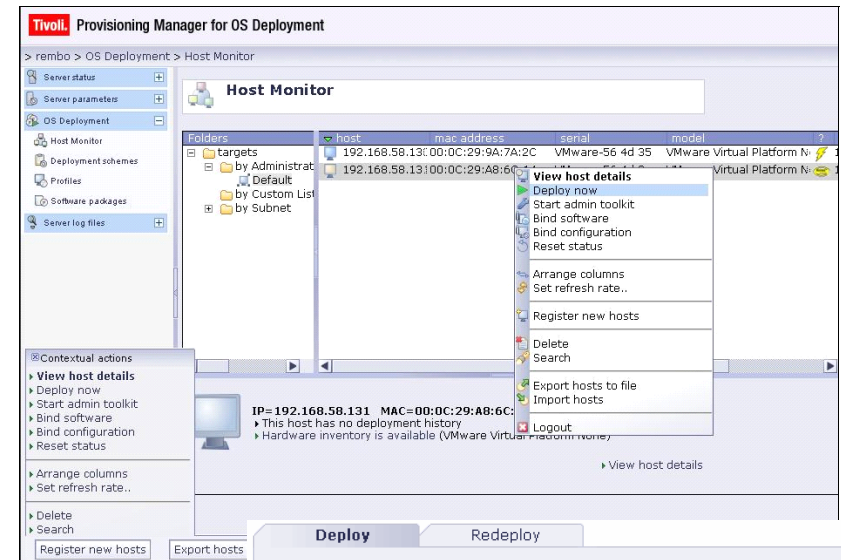 Tivoli. Provisioning Manager for OS Deployment
> rembo > OS Deployment > Host Monitor
Server status
Server parameters
OS Deployment
Host Monitor
Deployment schemes
Profiles
Software packages
Server log files
Host Monitor
Folders
targets
by Administrat
Default
by Custom List
by Subnet
host mac address serial model ?
192.168.58.13 00:0C:29:9A:7A:2C VMware-56 4d 35 VMware Virtual Platform N
192.168.58.13 00:0C:29:A8:6C Virtual Platform N
View host details
Deploy now
Start admin toolkit
Bind software
Bind configuration
Reset status
Arrange columns
Set refresh rate..
Register new hosts
Delete
Search
Export hosts to file
Import hosts
Logout
Contextual actions
View host details
Deploy now
Start admin toolkit
Bind software
Bind configuration
Reset status
Arrange columns
Set refresh rate..
Delete
Search
Register new hosts
Export hosts
IP=192.168.58.131 MAC=00:0C:29:A8:6C:
This host has no deployment history
Hardware inventory is available (VMware Virtual Platform None)
View host details
Deploy
Redeploy